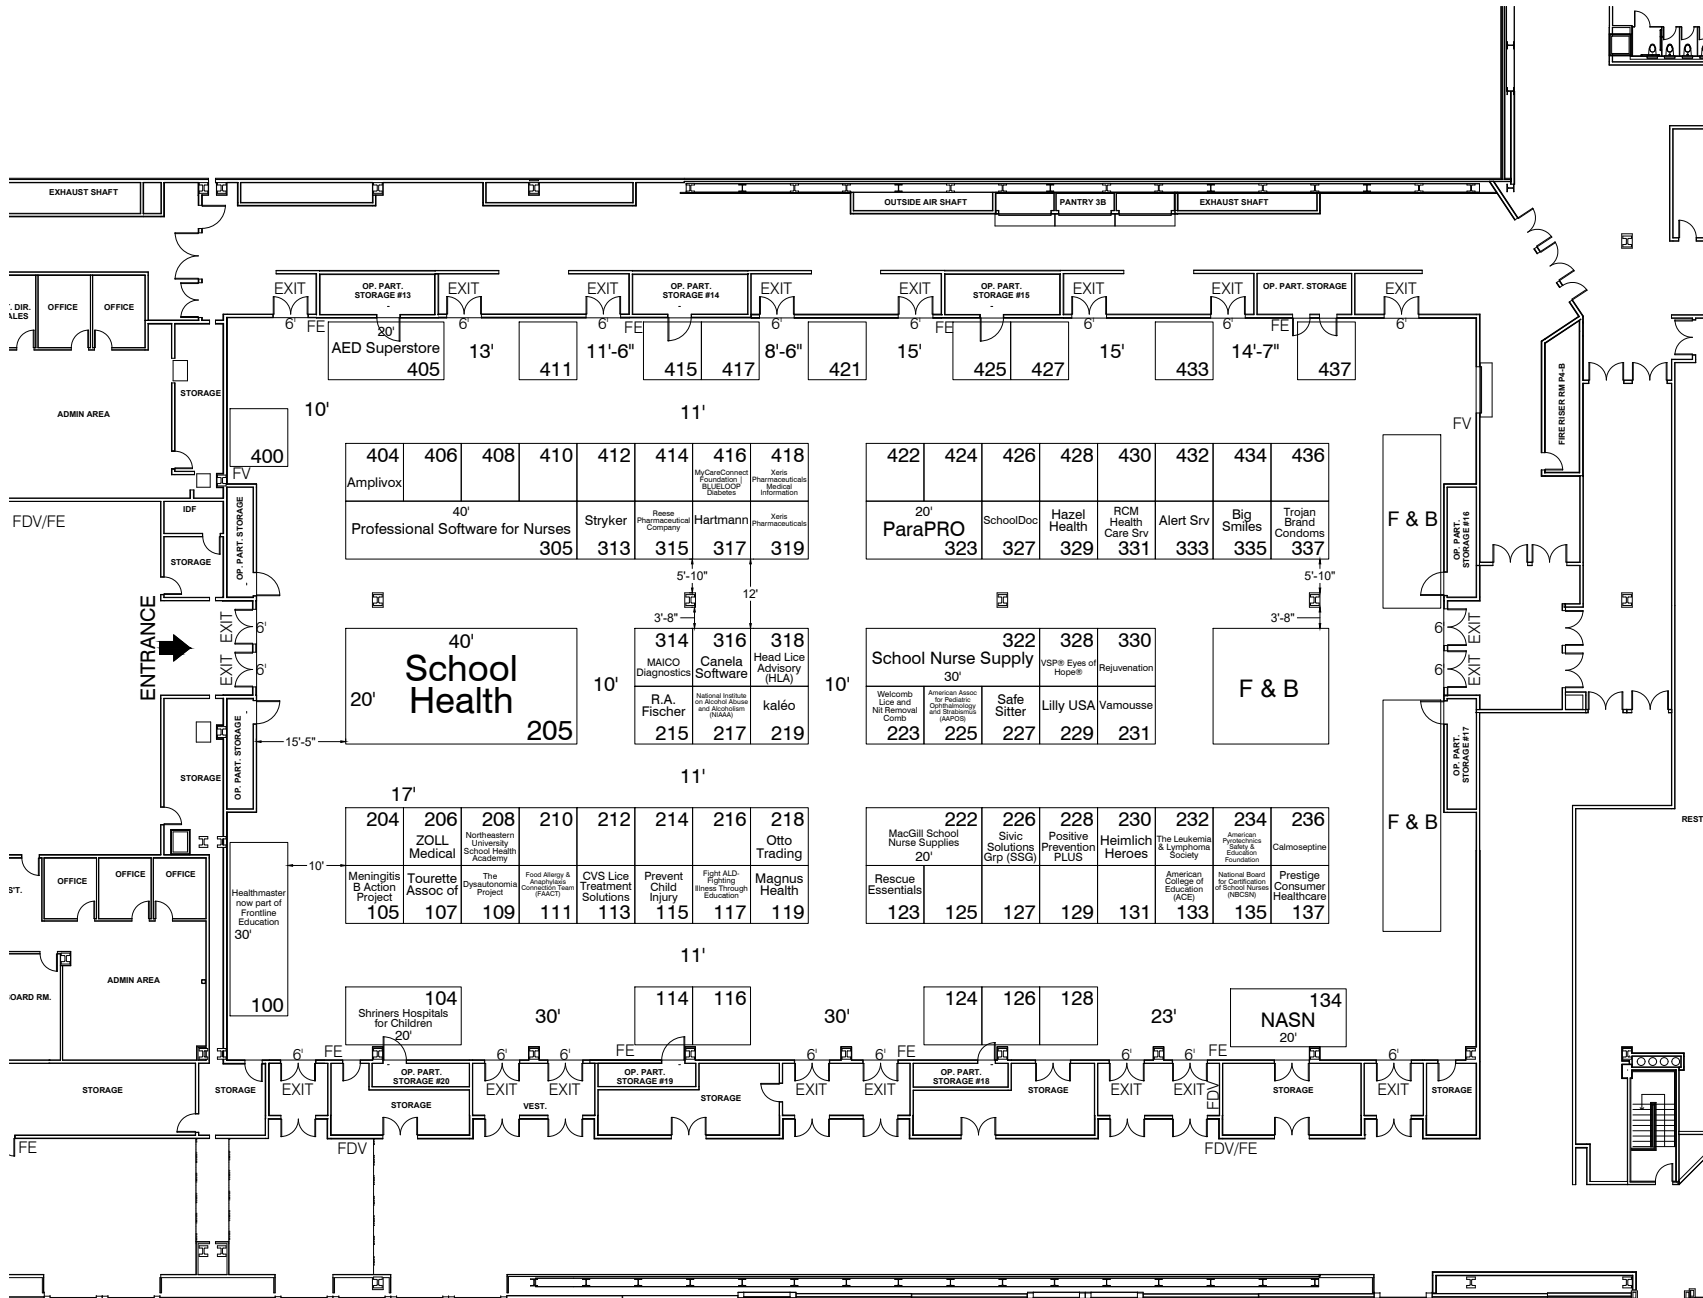 EXHAUST SHAFT
OUTSIDE AIR SHAFT
PANTRY 3B
EXHAUST SHAFT
OP. PART.
STORAGE #13
OP. PART.
STORAGE #14
OP. PART.
STORAGE #15
OP. PART. STORAGE
EXIT
EXIT
EXIT
EXIT
EXIT
EXIT
EXIT
EXIT
6'
6'
6'
6'
6'
6'
6'
6'
FE
FE
FE
FE
. DIR.
ALES
OFFICE
OFFICE
20'
AED Superstore
405
13'
411
11'-6"
415
417
8'-6"
421
15'
425
427
15'
433
14'-7"
437
FIRE RISER RM P4-B
STORAGE
ADMIN AREA
10'
11'
400
FV
FV
404
Amplivox
406
408
410
412
414
416
MyCareConnect
Foundation |
BLUELOOP
Diabetes
418
Xeris
Pharmaceuticals
Medical
Information
422
424
426
428
430
432
434
436
FDV/FE
IDF
STORAGE
OP. PART. STORAGE
40'
Professional Software for Nurses
305
Stryker
313
Reese
Pharmaceutical
Company
315
Hartmann
317
Xeris
Pharmaceuticals
319
20'
ParaPRO
323
SchoolDoc
327
Hazel
Health
329
RCM
Health
Care Srv
331
Alert Srv
333
Big
Smiles
335
Trojan
Brand
Condoms
337
F & B
OP. PART.
STORAGE #16
5'-10"
12'
3'-8"
5'-10"
3'-8"
ENTRANCE
EXIT
6'
EXIT
6'
EXIT
6'
EXIT
6'
40'
School
Health
20'
205
10'
314
MAICO
Diagnostics
316
Canela
Software
318
Head Lice
Advisory
(HLA)
R.A.
Fischer
215
National Institute
on Alcohol Abuse
and Alcoholism
(NIAAA)
217
kaléo
219
10'
322
School Nurse Supply
30'
328
VSP® Eyes of
Hope®
330
Rejuvenation
Welcomb
Lice and
Nit Removal
Comb
223
American Assoc
for Pediatric
Ophthalmology
and Strabismus
(AAPOS)
225
Safe
Sitter
227
Lilly USA
229
Vamousse
231
F & B
15'-5"
OP. PART. STORAGE
STORAGE
OP. PART.
STORAGE #17
11'
17'
F & B
REST
204
206
ZOLL
Medical
208
Northeastern
University
School Health
Academy
210
212
214
216
218
Otto
Trading
222
MacGill School
Nurse Supplies
20'
226
Sivic
Solutions
Grp (SSG)
228
Positive
Prevention
PLUS
230
Heimlich
Heroes
232
The Leukemia
& Lymphoma
Society
234
American
Pyrotechnics
Safety &
Education
Foundation
236
Calmoseptine
10'
S'T.
OFFICE
OFFICE
OFFICE
Healthmaster
now part of
Frontline
Education
30'
100
Meningitis
B Action
Project
105
Tourette
Assoc of
107
The
Dysautonomia
Project
109
Food Allergy &
Anaphylaxis
Connection Team
(FAACT)
111
CVS Lice
Treatment
Solutions
113
Prevent
Child
Injury
115
Fight ALD-
Fighting
Illness Through
Education
117
Magnus
Health
119
Rescue
Essentials
123
125
127
129
131
American
College of
Education
(ACE)
133
National Board
for Certification
of School Nurses
(NBCSN)
135
Prestige
Consumer
Healthcare
137
11'
ADMIN AREA
OARD RM.
104
Shriners Hospitals
for Children
20'
30'
114
116
30'
124
126
128
23'
134
NASN
20'
6'
FE
6'
6'
FE
6'
6'
FE
6'
6'
FE
6'
STORAGE
STORAGE
EXIT
OP. PART.
STORAGE #20
STORAGE
EXIT
EXIT
VEST.
OP. PART.
STORAGE #19
STORAGE
EXIT
EXIT
OP. PART.
STORAGE #18
STORAGE
EXIT
EXIT
FDV
STORAGE
EXIT
STORAGE
FE
FDV
FDV/FE